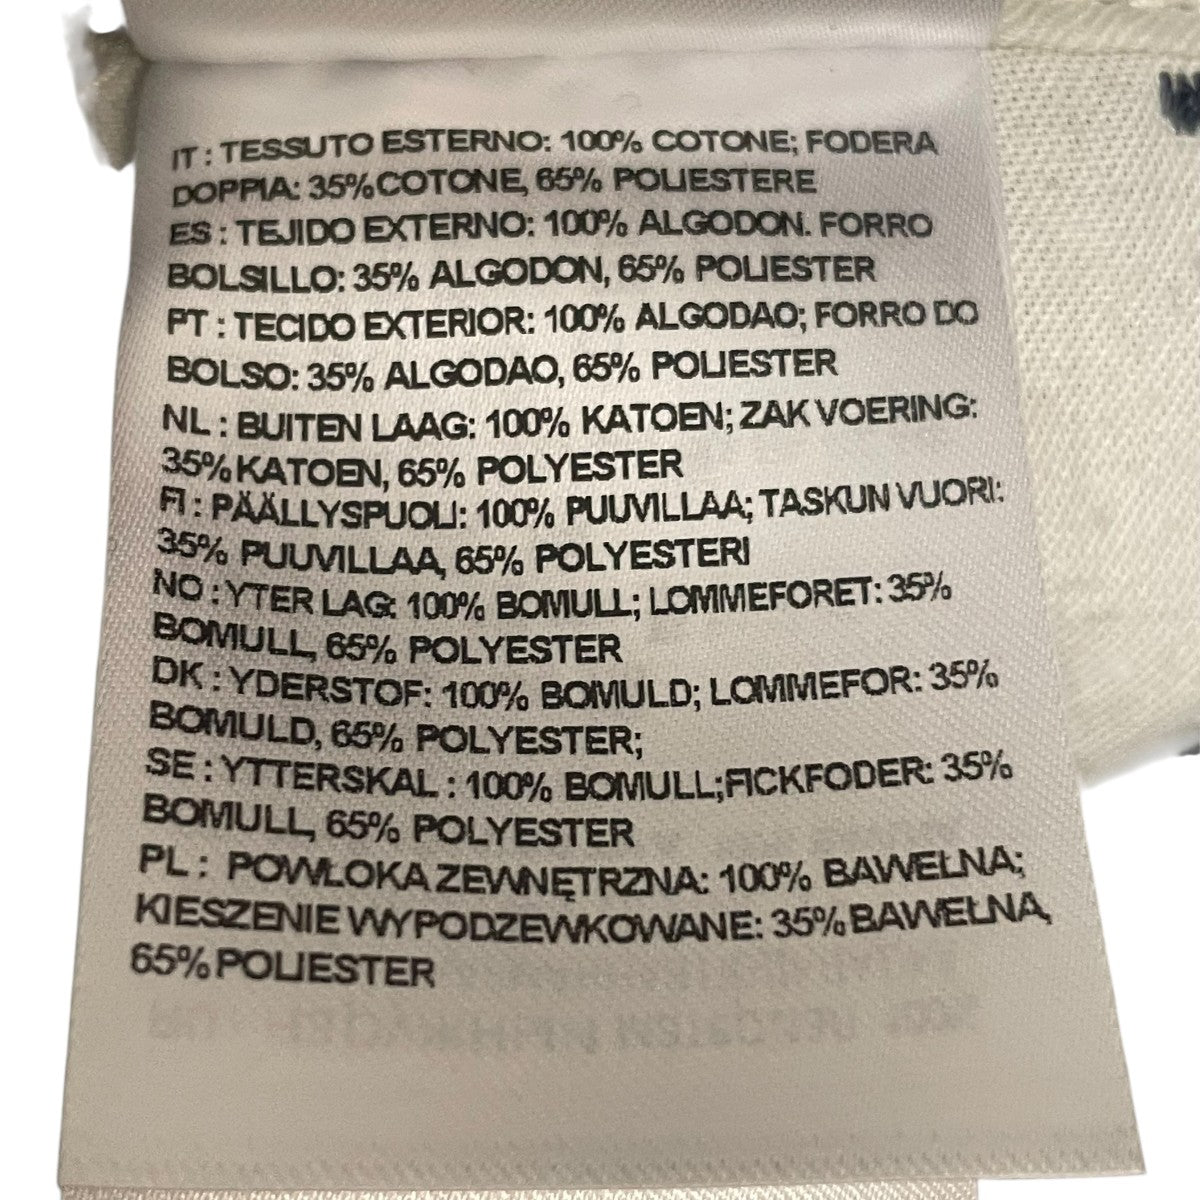 IT : TESSUTO ESTERNO: 100% COTONE; FODERA
DOPPIA: 35%COTONE, 65% POLIESTERE
ES : TEJIDO EXTERNO: 100% ALGODON. FORRO
BOLSILLO: 35% ALGODON, 65% POLIESTER
PT : TECIDO EXTERIOR: 100% ALGODAO; FORRO DO
BOLSO: 35% ALGODAO, 65% POLIESTER
NL : BUITEN LAAG: 100% KATOEN; ZAK VOERING:
35%KATOEN, 65% POLYESTER
FI : PÄÄLLYSPUOLI: 100% PUUVILLAA; TASKUN VUORI:
35% PUUVILLAA, 65% POLYESTERI
NO : YTER LAG: 100% BOMULL; LOMMEFORET: 35%
BOMULL, 65% POLYESTER
DK : YDERSTOF: 100% BOMULD; LOMMEFOR: 35%
BOMULD, 65% POLYESTER;
SE : YTTERSKAL : 100% BOMULL;FICKFODER: 35%
BOMULL, 65% POLYESTER
PL : POWŁOKA ZEWNĘTRZNA: 100% BAWEŁNA;
KIESZENIE WYPODZEWKOWANE: 35% BAWEŁNA,
65% POLIESTER